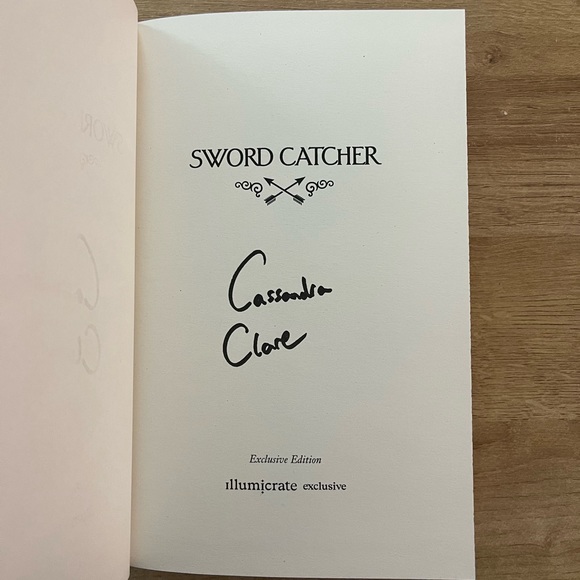 SWORD CATCHER
Cassandra
Clare
Exclusive Edition
illumicrate exclusive